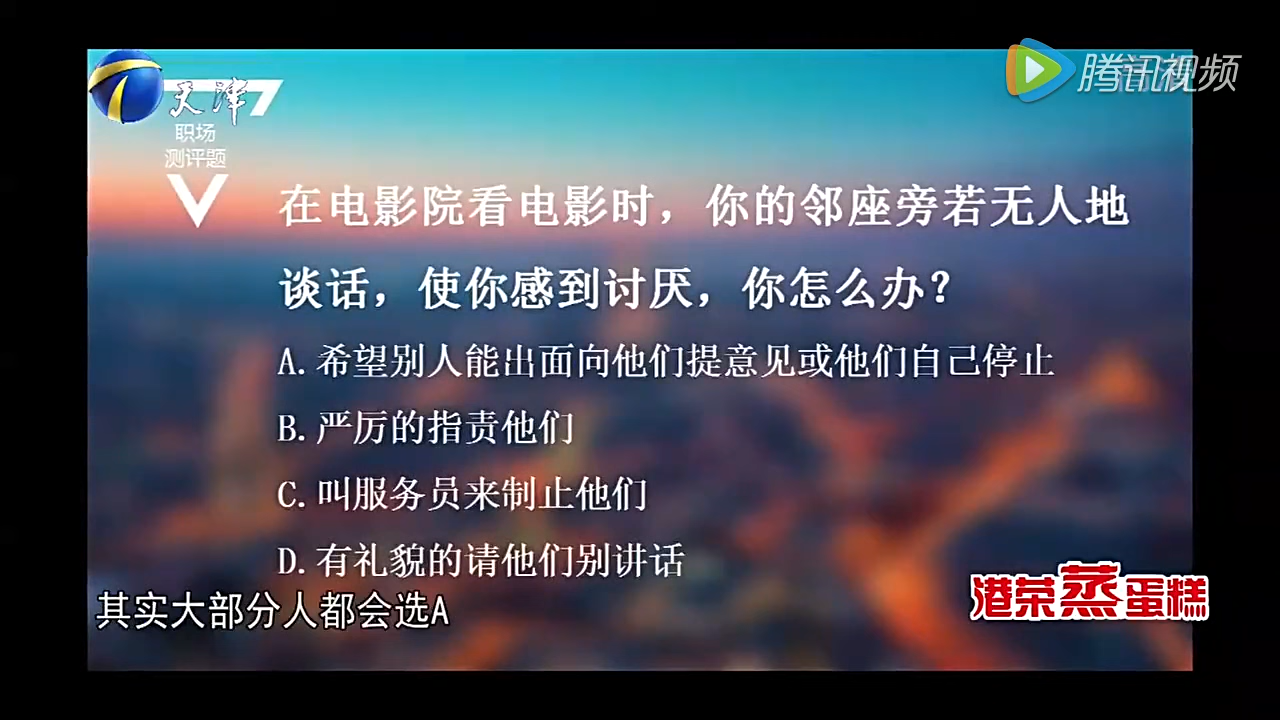 天津
腾讯视频
职场
测评题
在电影院看电影时，你的邻座旁若无人地
谈话，使你感到讨厌，你怎么办？
A.希望别人能出面向他们提意见或他们自己停止
B.严厉的指责他们
C.叫服务员来制止他们
D.有礼貌的请他们别讲话
其实大部分人都会选A
港荣蒸蛋糕